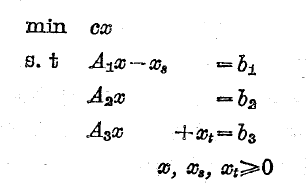 min cx
s.t A₁x−xₛ =b₁
A₂x =b₂
A₃x +xₜ=b₃
x, xₛ, xₜ≥0